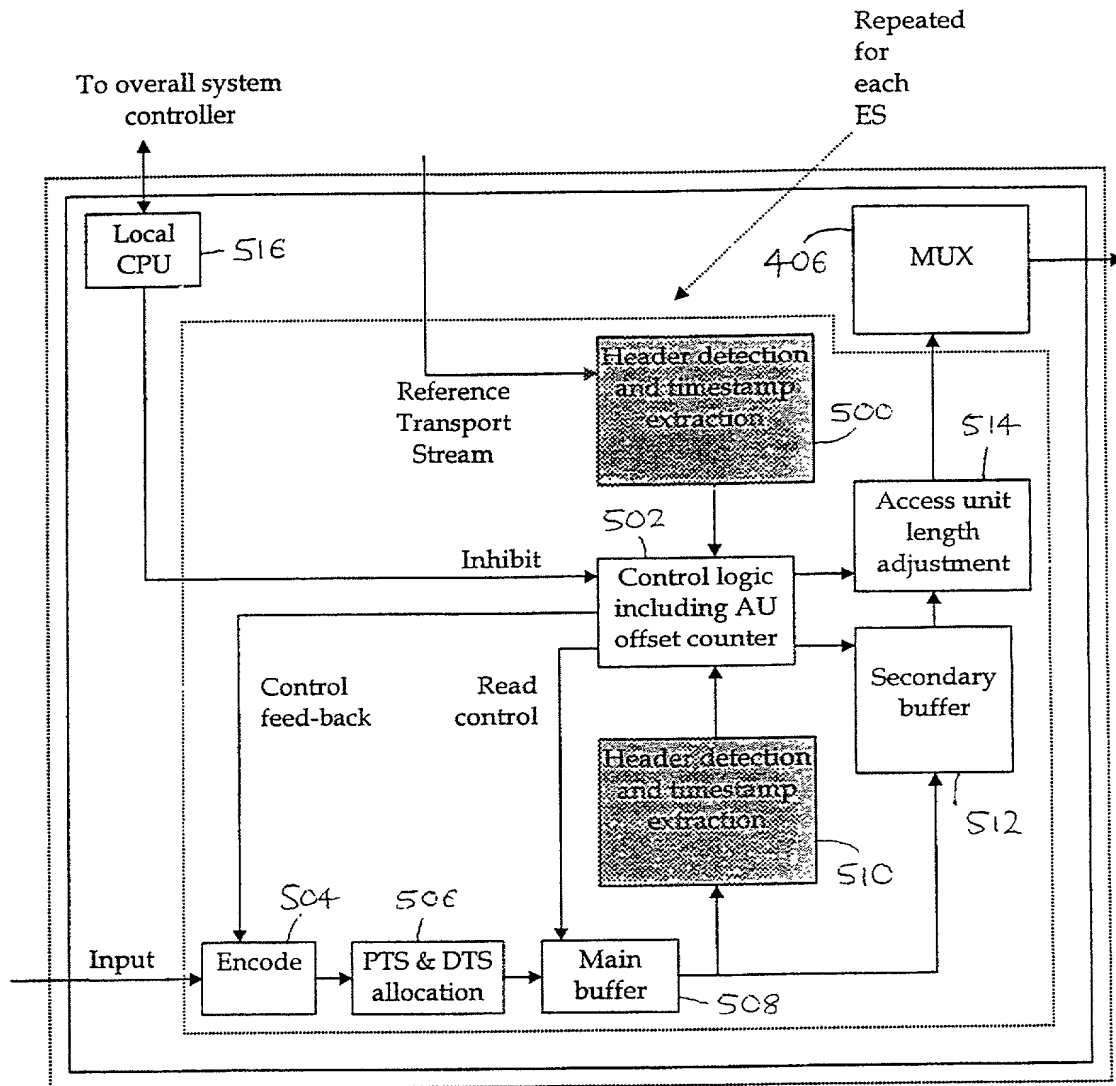 Repeated
for
each
ES
To overall system
controller
Local
CPU
516
406
MUX
Header detection
and timestamp
extraction
500
Reference
Transport
Stream
514
Access unit
length
adjustment
502
Inhibit
Control logic
including AU
offset counter
Control
feed-back
Read
control
Secondary
buffer
512
Header detection
and timestamp
extraction
510
504
506
Input
Encode
PTS & DTS
allocation
Main
buffer
508